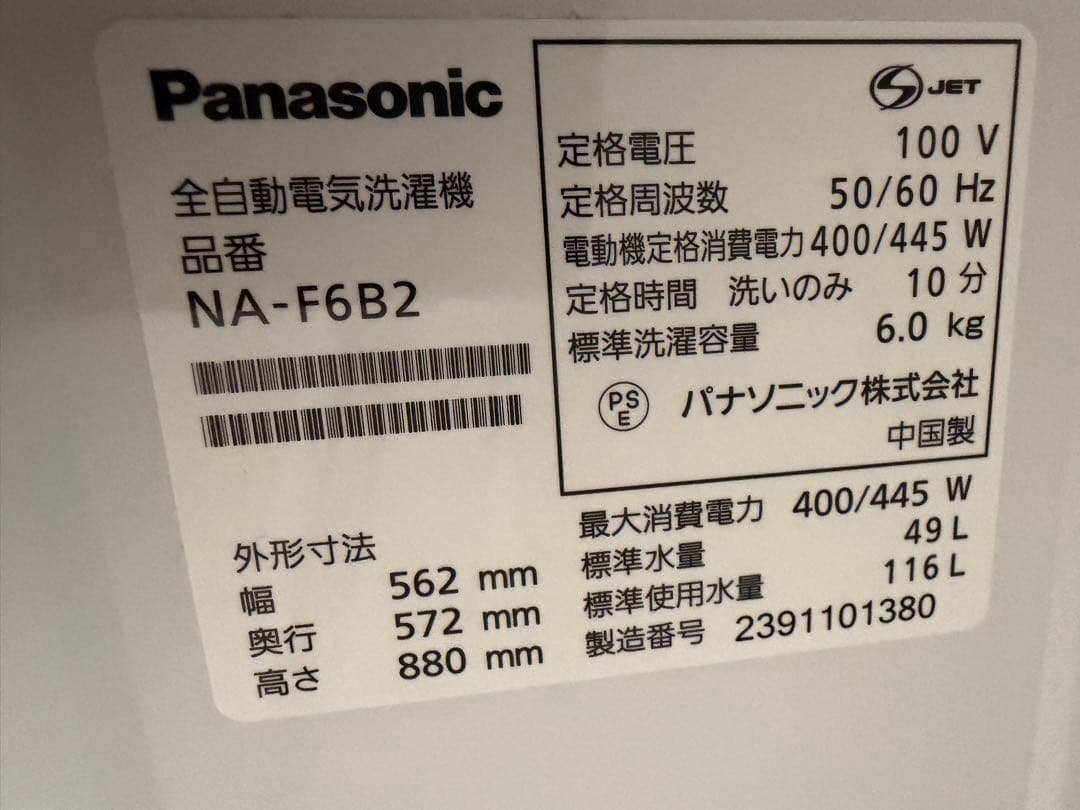 Panasonic
全自動電気洗濯機
品番
NA-F6B2
外形寸法
幅 562 mm
奥行 572 mm
高さ 880 mm
S JET
定格電圧 100 V
定格周波数 50/60 Hz
電動機定格消費電力 400/445 W
定格時間 洗いのみ 10 分
標準洗濯容量 6.0 kg
PS
E
パナソニック株式会社
中国製
最大消費電力 400/445 W
標準水量 49 L
標準使用水量 116 L
製造番号 2391101380